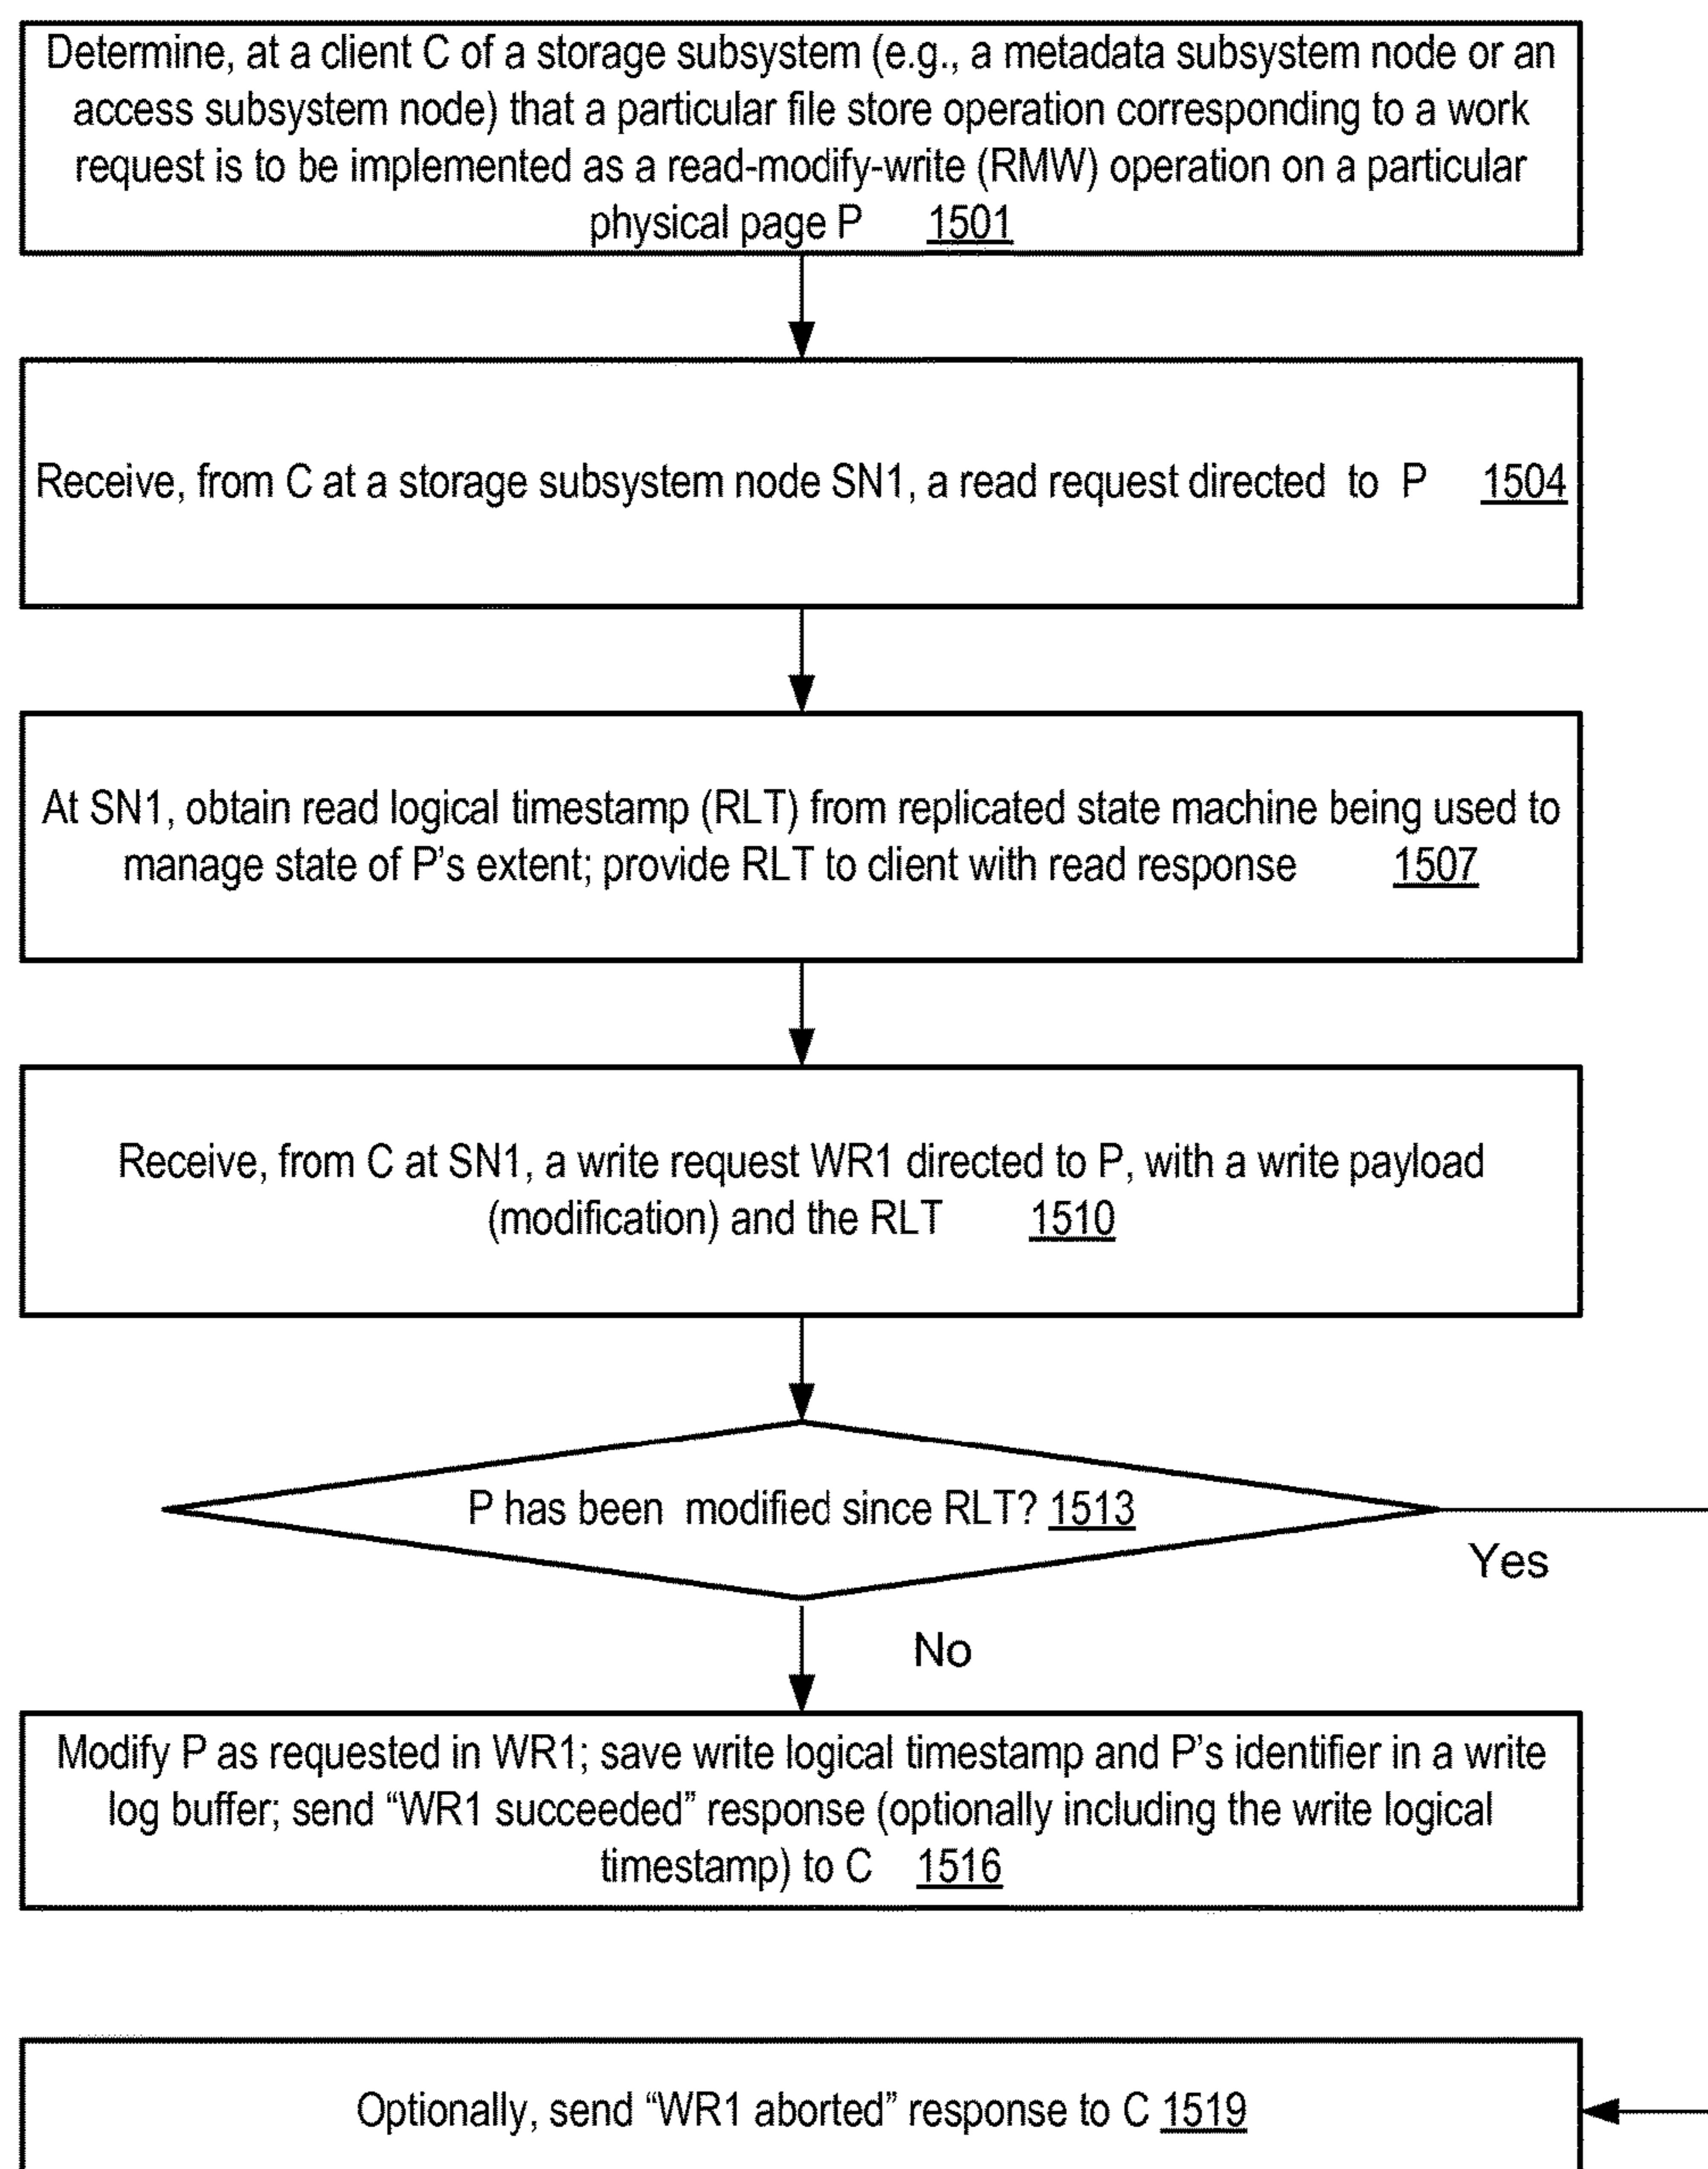 Determine, at a client C of a storage subsystem (e.g., a metadata subsystem node or an
access subsystem node) that a particular file store operation corresponding to a work
request is to be implemented as a read-modify-write (RMW) operation on a particular
physical page P 1501
Receive, from C at a storage subsystem node SN1, a read request directed to P 1504
At SN1, obtain read logical timestamp (RLT) from replicated state machine being used to
manage state of P's extent; provide RLT to client with read response 1507
Receive, from C at SN1, a write request WR1 directed to P, with a write payload
(modification) and the RLT 1510
P has been modified since RLT? 1513
Yes
No
Modify P as requested in WR1; save write logical timestamp and P's identifier in a write
log buffer; send “WR1 succeeded” response (optionally including the write logical
timestamp) to C 1516
Optionally, send “WR1 aborted” response to C 1519